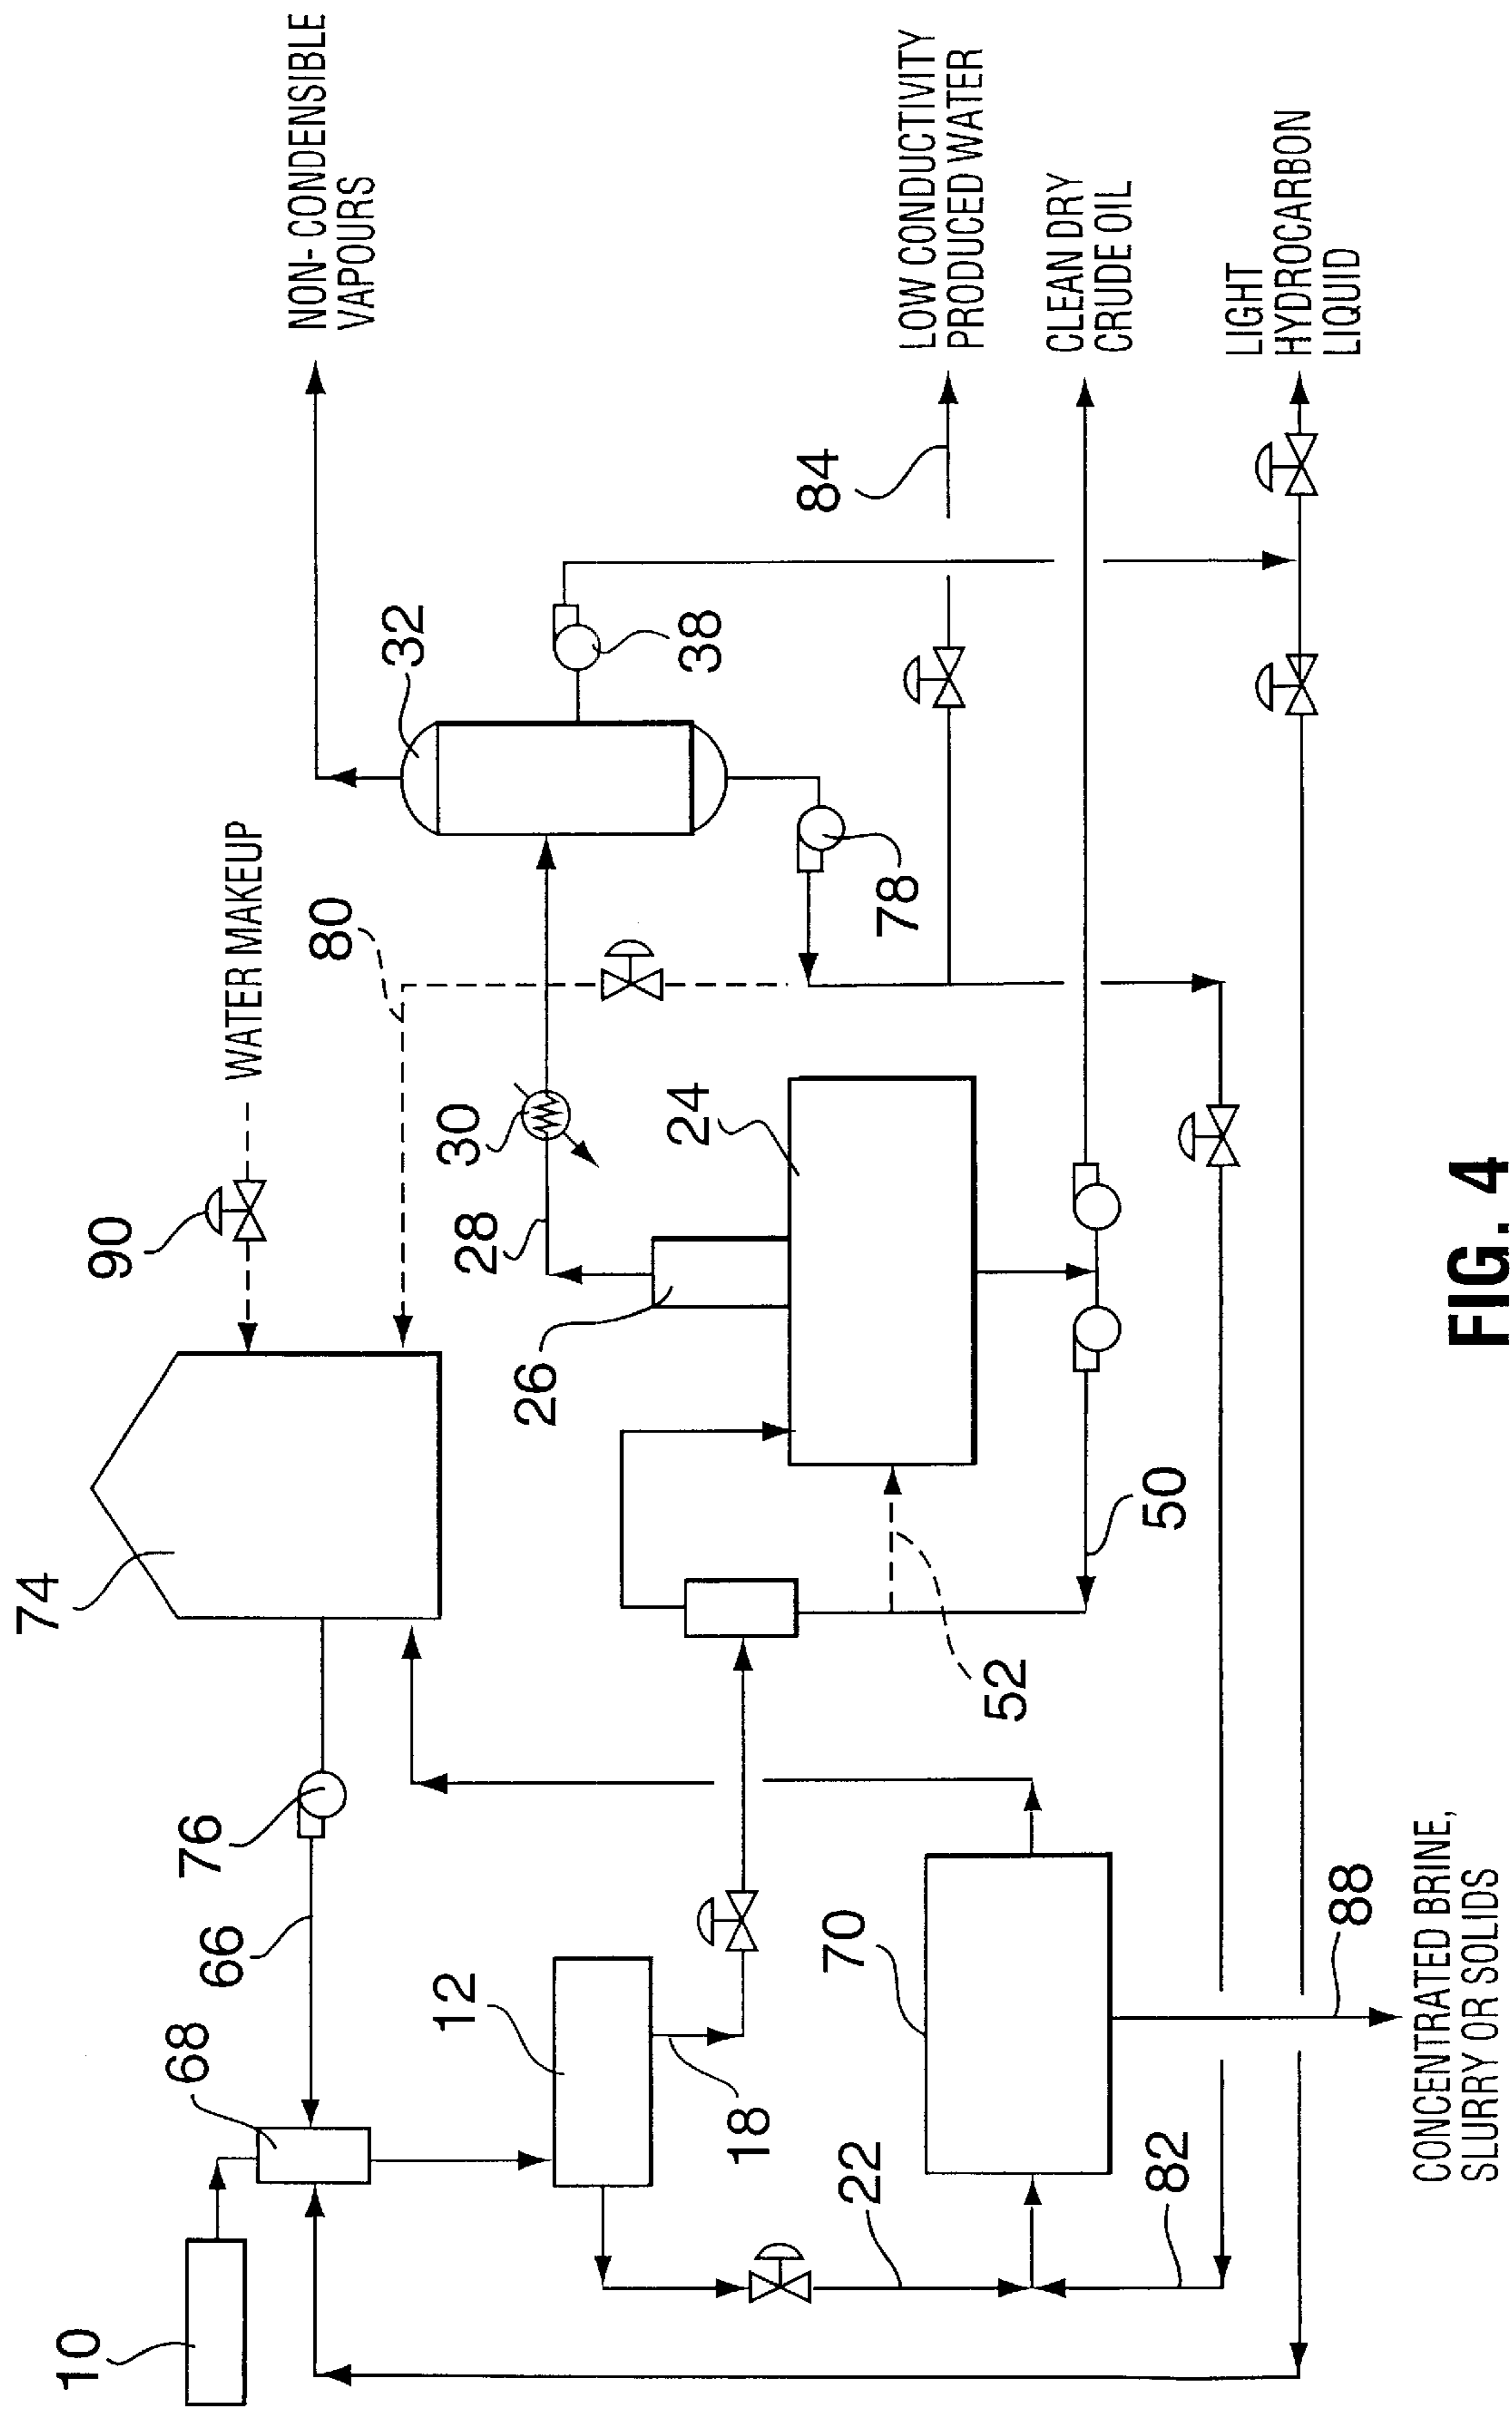 NON-CONDENSIBLE
VAPOURS
WATER MAKEUP
90
80
32
74
76
66
68
10
30
28
26
38
84
LOW CONDUCTIVITY
PRODUCED WATER
12
24
78
CLEAN DRY
CRUDE OIL
18
70
52
50
LIGHT
HYDROCARBON
LIQUID
22
82
88
CONCENTRATED BRINE,
SLURRY OR SOLIDS
FIG. 4